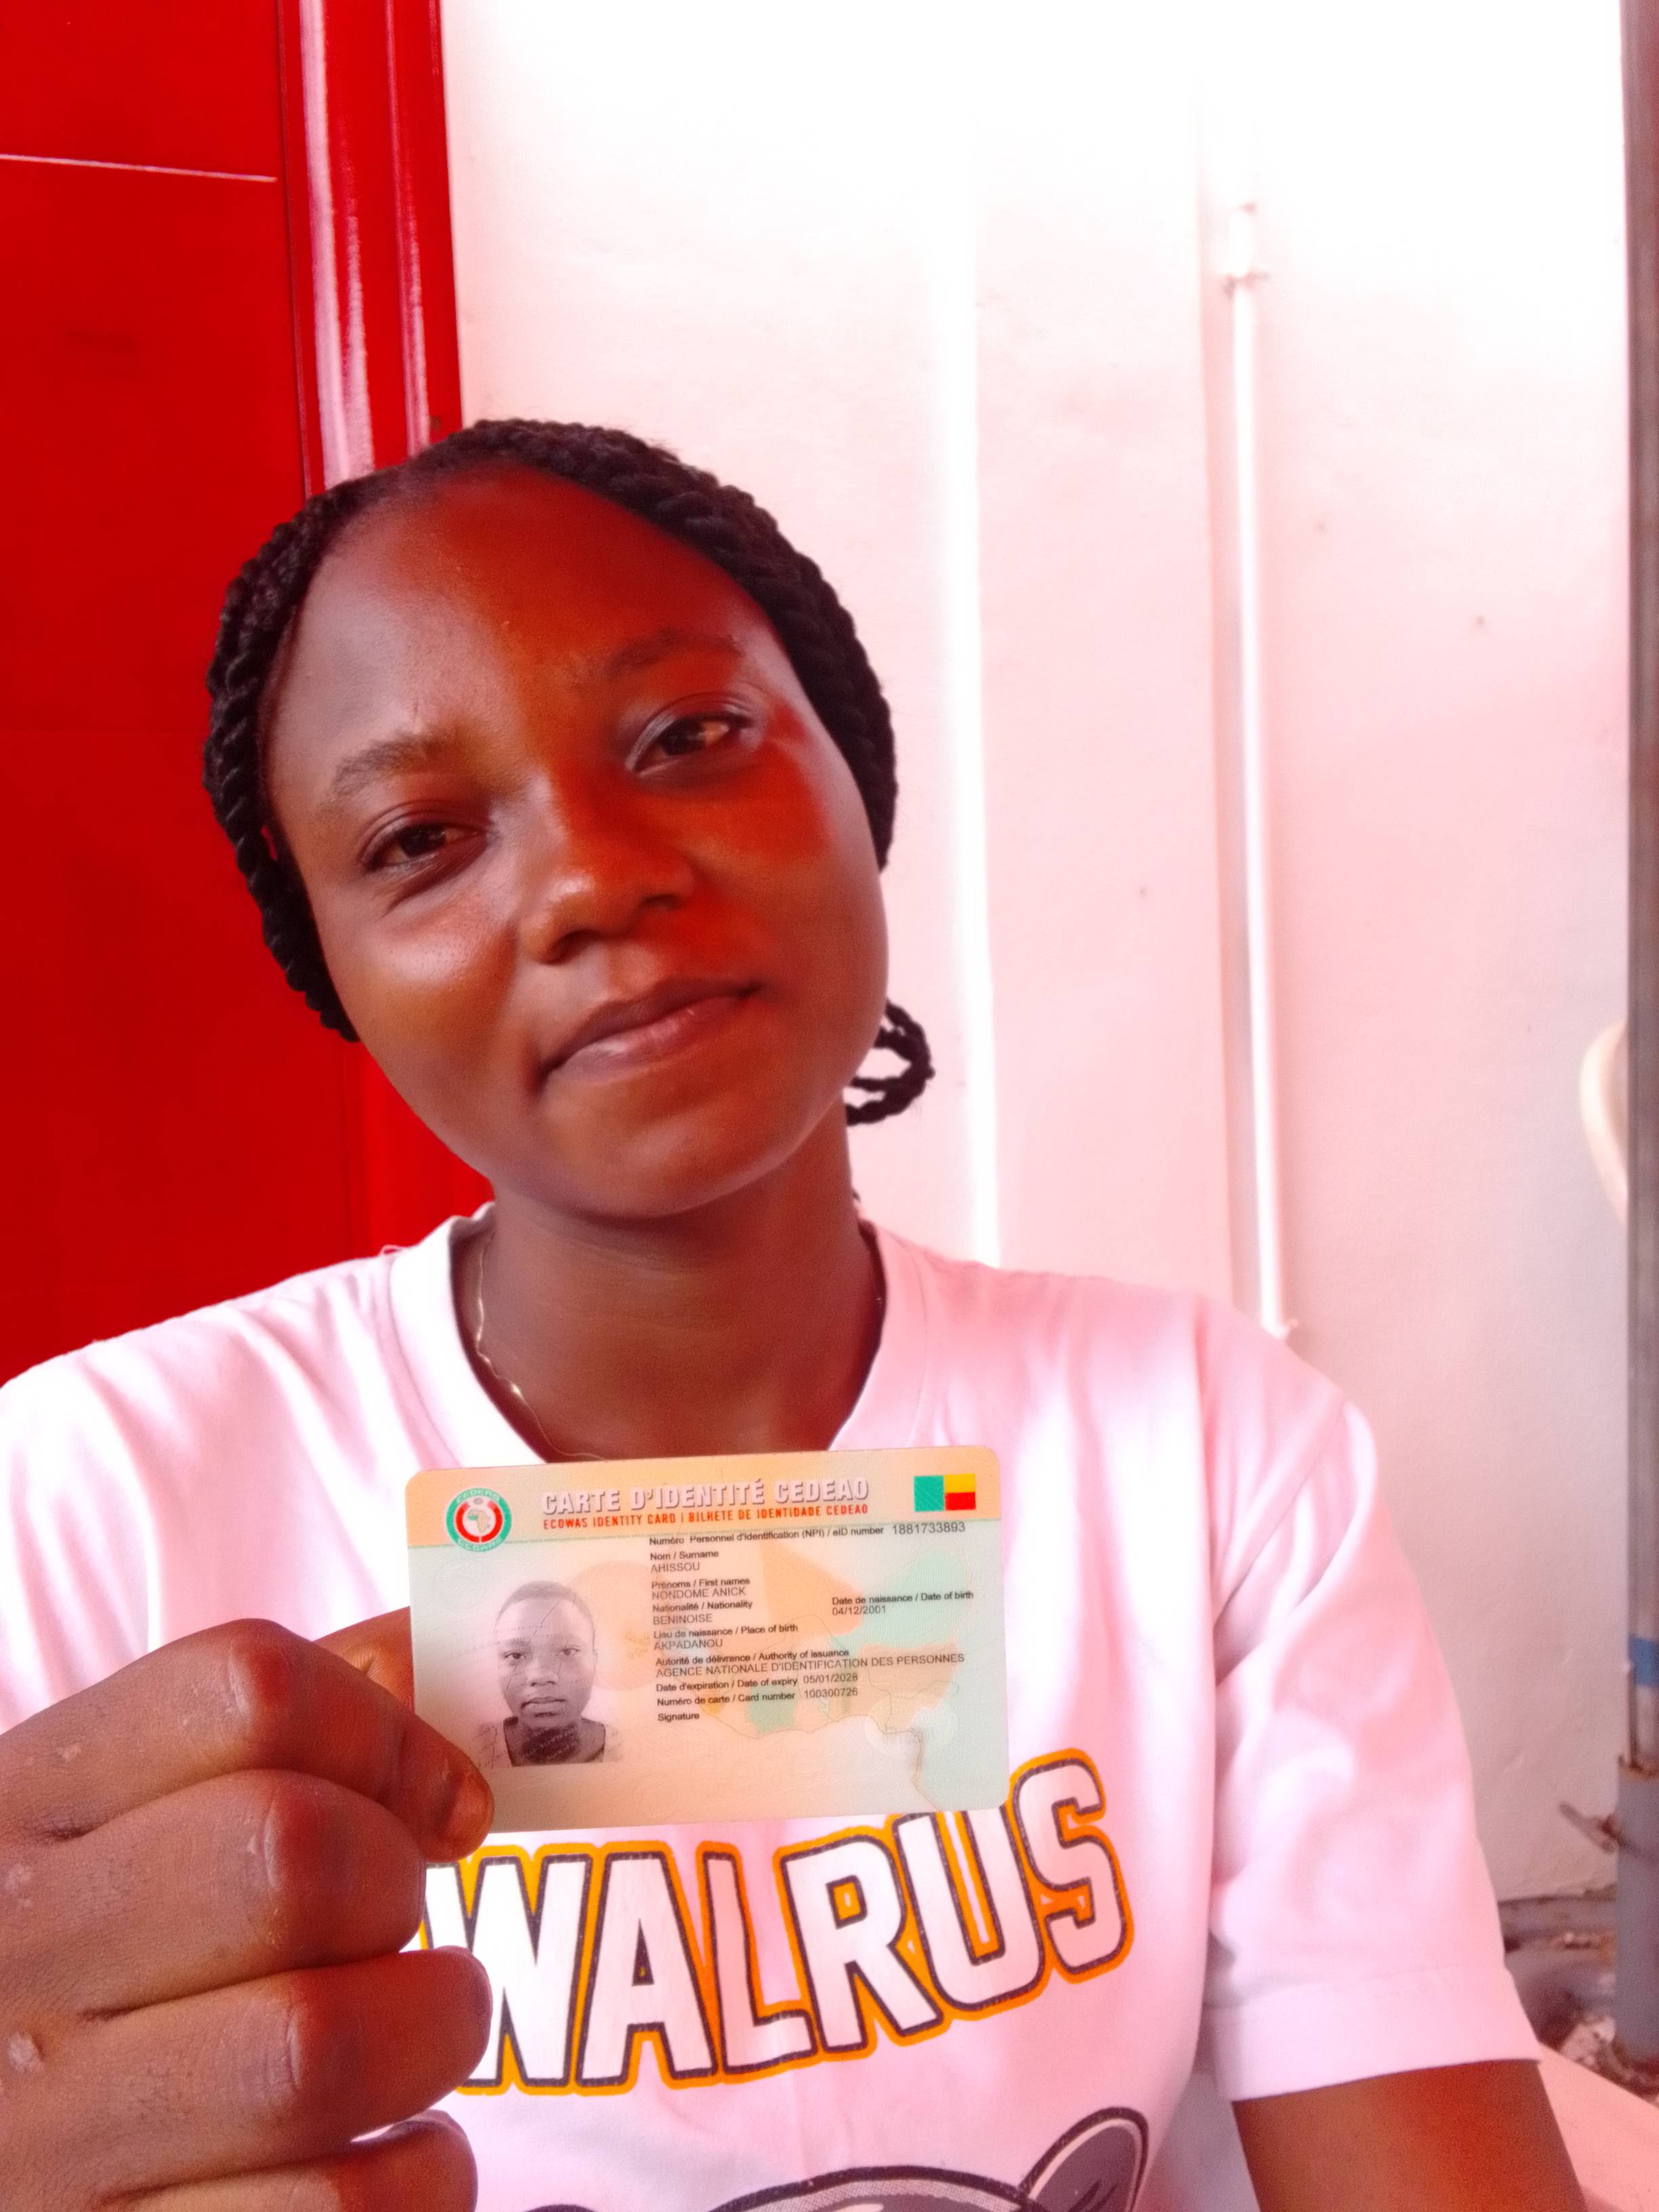 CARTE D'IDENTITÉ CEDEAO
ECOWAS IDENTITY CARD | BILHETE DE IDENTIDADE CEDEAO
Numéro Personnel d'Identification (NPI) / eID number 1881733893
Nom / Surname
AHISSOU
Prénoms / First names
NONDOME ANICK
Nationalité / Nationality
BENINOISE
Date de naissance / Date of birth
04/12/2001
Lieu de naissance / Place of birth
AKPADANOU
Autorité de délivrance / Authority of issuance
AGENCE NATIONALE D'IDENTIFICATION DES PERSONNES
Date d'expiration / Date of expiry 05/01/2028
Numéro de carte / Card number 100300726
Signature
WALRUS